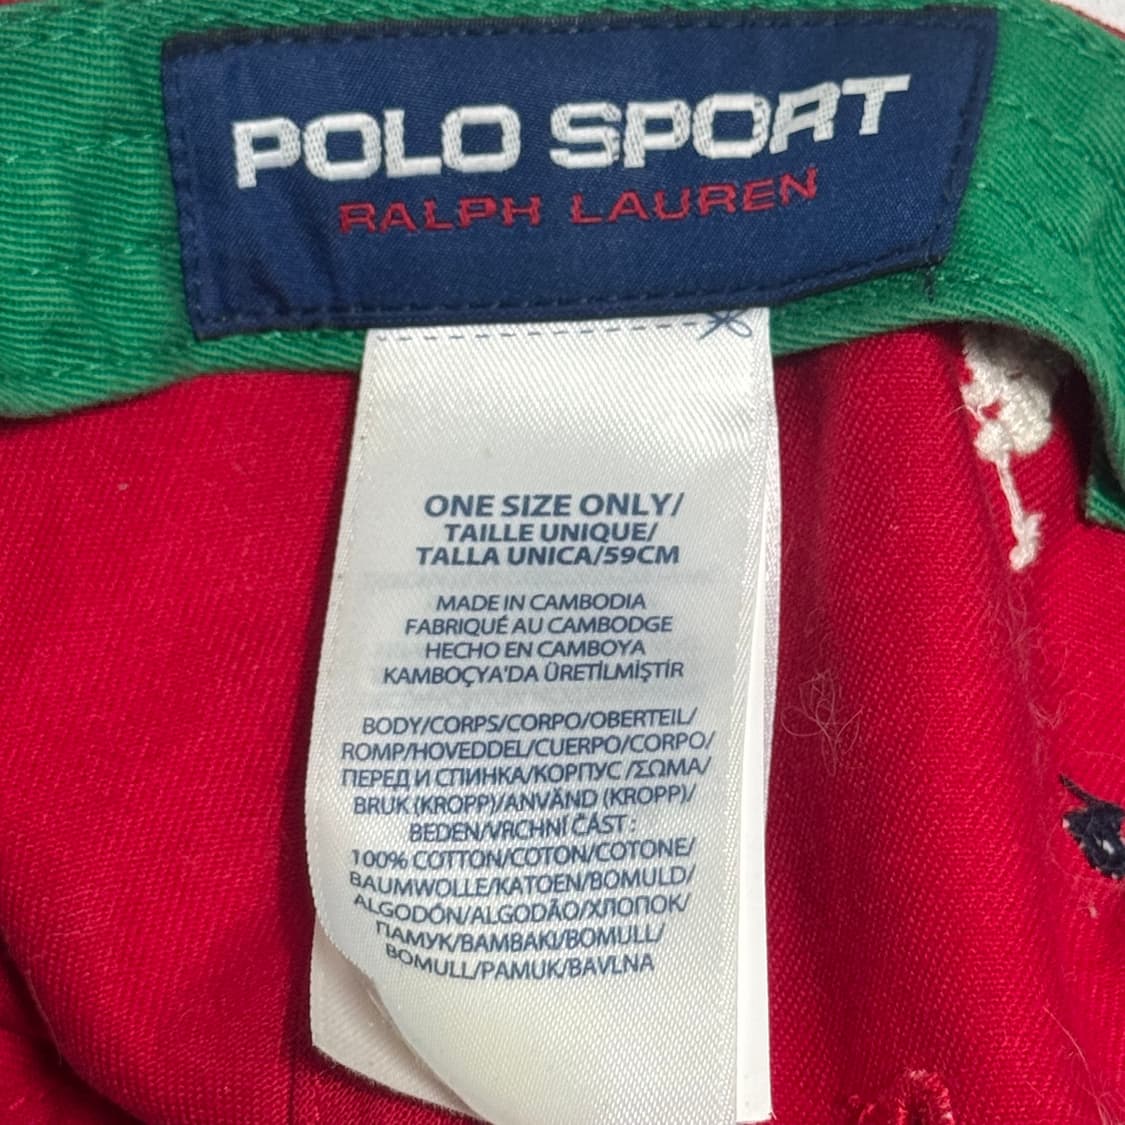 POLO SPORT
RALPH LAUREN
ONE SIZE ONLY/
TAILLE UNIQUE/
TALLA UNICA/59CM
MADE IN CAMBODIA
FABRIQUÉ AU CAMBODGE
HECHO EN CAMBOYA
KAMBOÇYA'DA ÜRETİLMİŞTİR
BODY/CORPS/CORPO/OBERTEIL/
ROMP/HOVEDDEL/CUERPO/CORPO/
ПЕРЕД И СПИНКА/КОРПУС /ΣΩΜΑ/
BRUK (KROPP)/ANVÄND (KROPP)/
BEDEN/VRCHNÍ ČÁST :
100% COTTON/COTON/COTONE/
BAUMWOLLE/KATOEN/BOMULD/
ALGODÓN/ALGODÃO/ХЛОПОК/
ПАМУК/ΒΑΜΒΑΚΙ/BOMULL/
BOMULL/PAMUK/BAVLNA